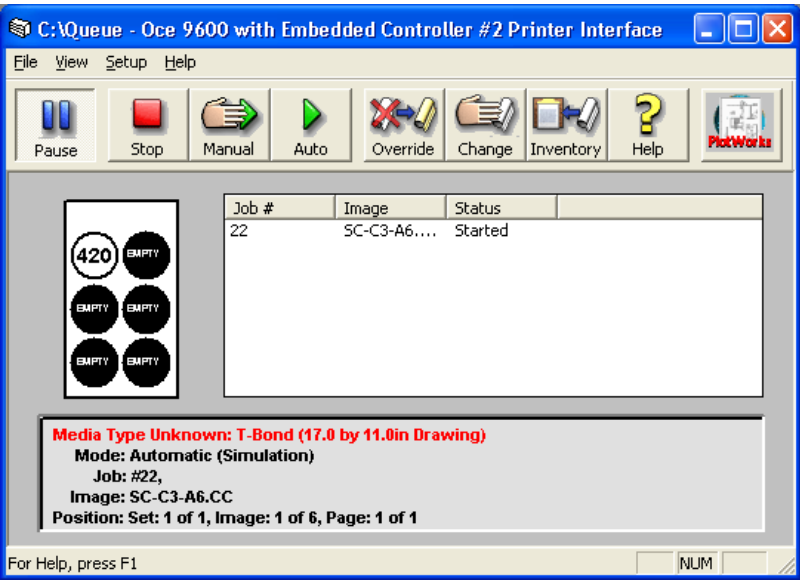 C:\Queue - Oce 9600 with Embedded Controller #2 Printer Interface
File View Setup Help
Pause Stop Manual Auto Override Change Inventory Help PlotWorks
Job # Image Status
22 SC-C3-A6.... Started
420 EMPTY
EMPTY EMPTY
EMPTY EMPTY
Media Type Unknown: T-Bond (17.0 by 11.0in Drawing)
Mode: Automatic (Simulation)
Job: #22,
Image: SC-C3-A6.CC
Position: Set: 1 of 1, Image: 1 of 6, Page: 1 of 1
For Help, press F1 NUM